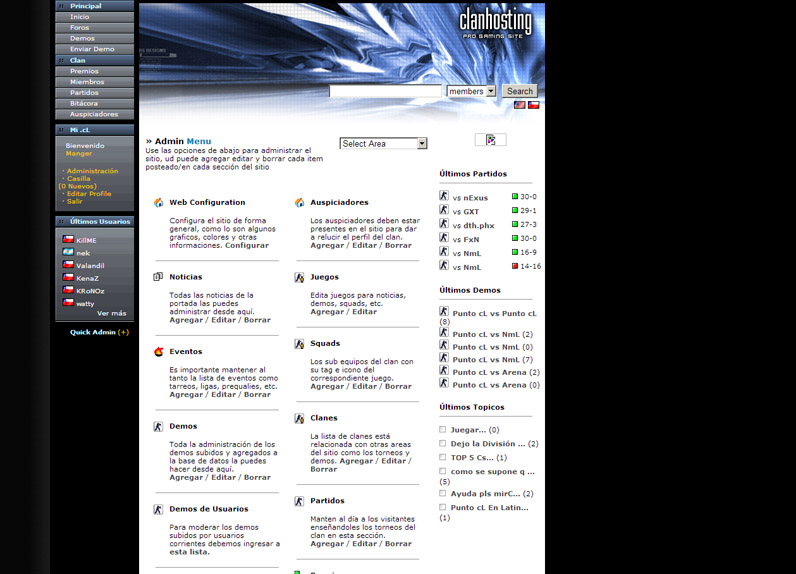 Principal
Inicio
Foros
Demos
Enviar Demo
Clan
Premios
Miembros
Partidos
Bitácora
Auspiciadores
Mi .cL
Bienvenido
Manger
· Administración
· Casilla
(0 Nuevos)
· Editar Profile
· Salir
Últimos Usuarios
KillME
nek
Valandil
KenaZ
KRoNOz
watty
Ver más
Quick Admin (+)
clanhosting
PRO GAMING SITE
members
Search
» Admin Menu
Use las opciones de abajo para administrar el
sitio, ud puede agregar editar y borrar cada item
posteado/en cada sección del sitio
Select Area
Web Configuration
Configura el sitio de forma
general, como lo son algunos
graficos, colores y otras
informaciones. Configurar
Noticias
Todas las noticias de la
portada las puedes
administrar desde aquí.
Agregar / Editar / Borrar
Eventos
Es importante mantener al
tanto la lista de eventos como
tarreos, ligas, prequalies, etc.
Agregar / Editar / Borrar
Demos
Toda la administración de los
demos subidos y agregados a
la base de datos la puedes
hacer desde aquí.
Agregar / Editar / Borrar
Demos de Usuarios
Para moderar los demos
subidos por usuarios
corrientes debemos ingresar a
esta lista.
Auspiciadores
Los auspiciadores deben estar
presentes en el sitio para dar
a relucir el perfil del clan.
Agregar / Editar / Borrar
Juegos
Edita juegos para noticias,
demos, squads, etc.
Agregar / Editar
Squads
Los sub equipos del clan con
su tag e icono del
correspondiente juego.
Agregar / Editar / Borrar
Clanes
La lista de clanes está
relacionada con otras areas
del sitio como los torneos y
demos. Agregar / Editar /
Borrar
Partidos
Manten al día a los visitantes
enseñandoles los torneos del
clan en esta sección.
Agregar / Editar / Borrar
Últimos Partidos
vs nExus 30-0
vs GXT 29-1
vs dth.phx 27-3
vs FxN 30-0
vs NmL 16-9
vs NmL 14-16
Últimos Demos
Punto cL vs Punto cL
(8)
Punto cL vs NmL (2)
Punto cL vs NmL (0)
Punto cL vs NmL (7)
Punto cL vs Arena (2)
Punto cL vs Arena (0)
Últimos Topicos
Juegar... (0)
Dejo la División ... (2)
TOP 5 Cs... (1)
como se supone q ...
(5)
Ayuda pls mirC... (2)
Punto cL En Latin...
(1)